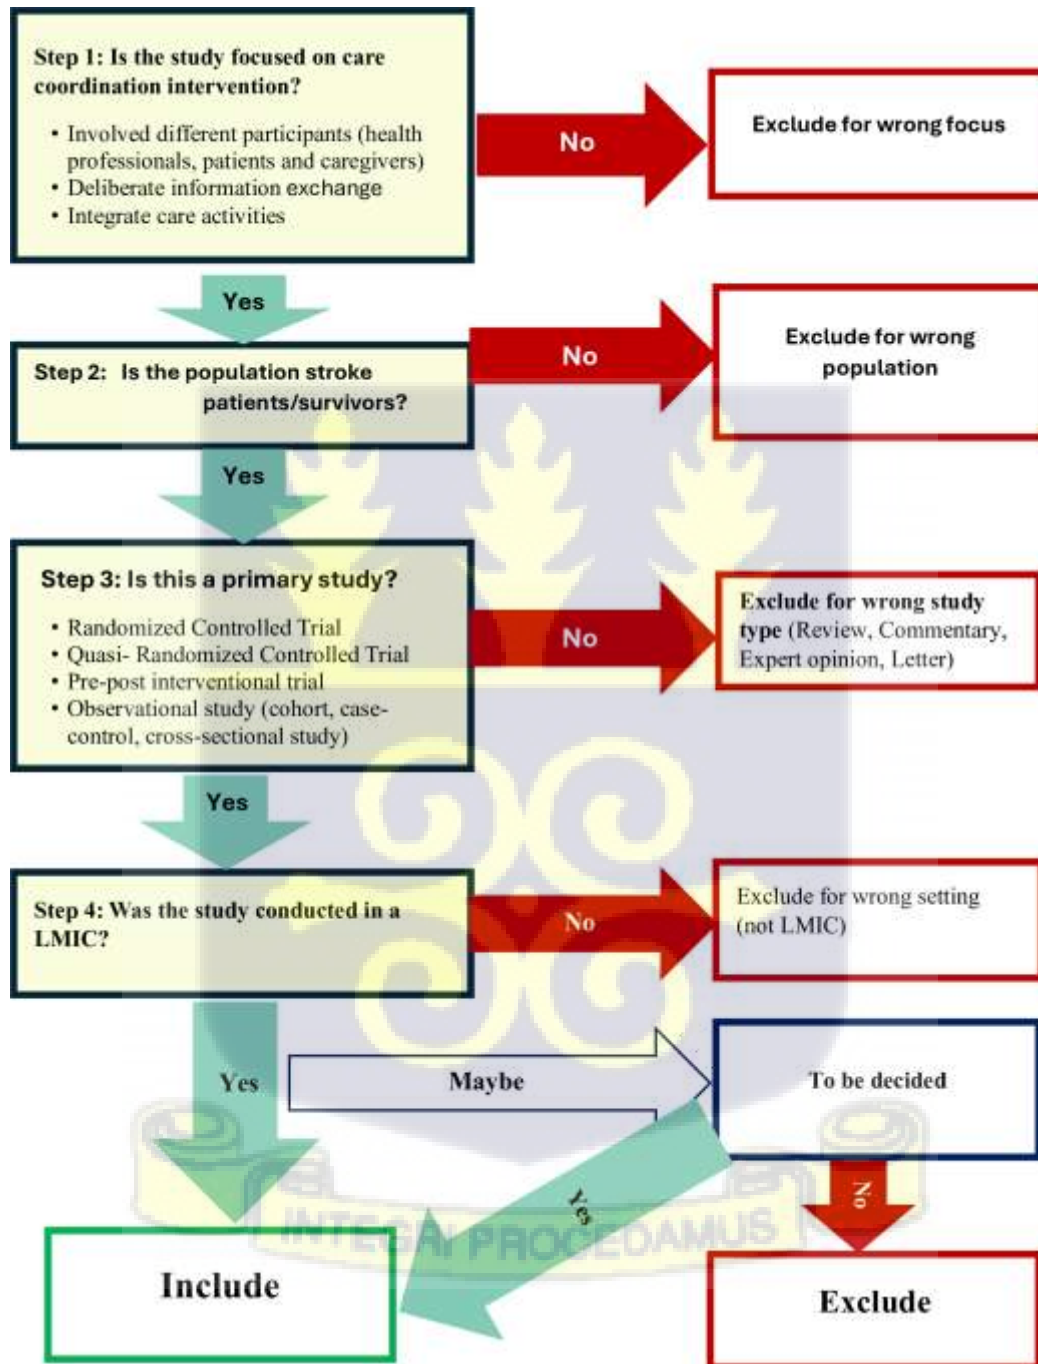 Step 1: Is the study focused on care
coordination intervention?
• Involved different participants (health
professionals, patients and caregivers)
• Deliberate information exchange
• Integrate care activities
No
Exclude for wrong focus
Yes
Step 2: Is the population stroke
patients/survivors?
No
Exclude for wrong
population
Yes
Step 3: Is this a primary study?
• Randomized Controlled Trial
• Quasi- Randomized Controlled Trial
• Pre-post interventional trial
• Observational study (cohort, case-
control, cross-sectional study)
No
Exclude for wrong study
type (Review, Commentary,
Expert opinion, Letter)
Yes
Step 4: Was the study conducted in a
LMIC?
No
Exclude for wrong setting
(not LMIC)
Yes
Maybe
To be decided
Yes
No
INTEGRI PROCEDAMUS
Include
Exclude